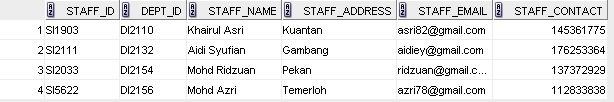 STAFF_ID DEPT_ID STAFF_NAME STAFF_ADDRESS STAFF_EMAIL STAFF_CONTACT
1 SI1903 DI2110 Khairul Asri Kuantan asri82@gmail.com 145361775
2 SI2111 DI2132 Aidi Syufian Gambang aidiey@gmail.com 176253364
3 SI2033 DI2154 Mohd Ridzuan Pekan ridzuan@gmail.c... 137372929
4 SI5622 DI2156 Mohd Azri Temerloh azri78@gmail.com 112833838